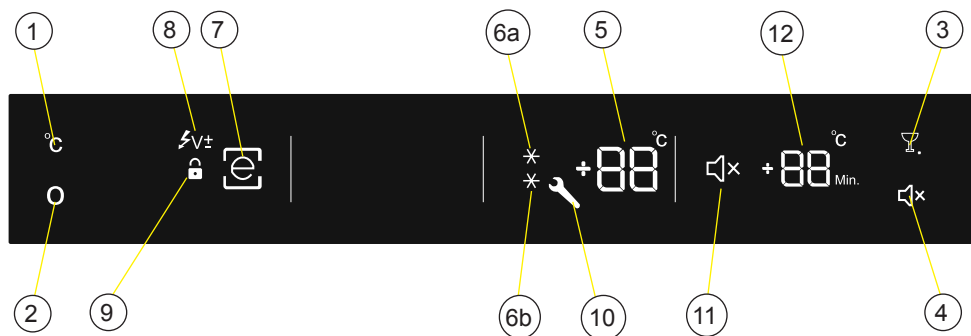 1 8 7 6a 5 12 3
°C V± °C °C
e +88 +88 Min.
O
2 9 6b 10 11 4